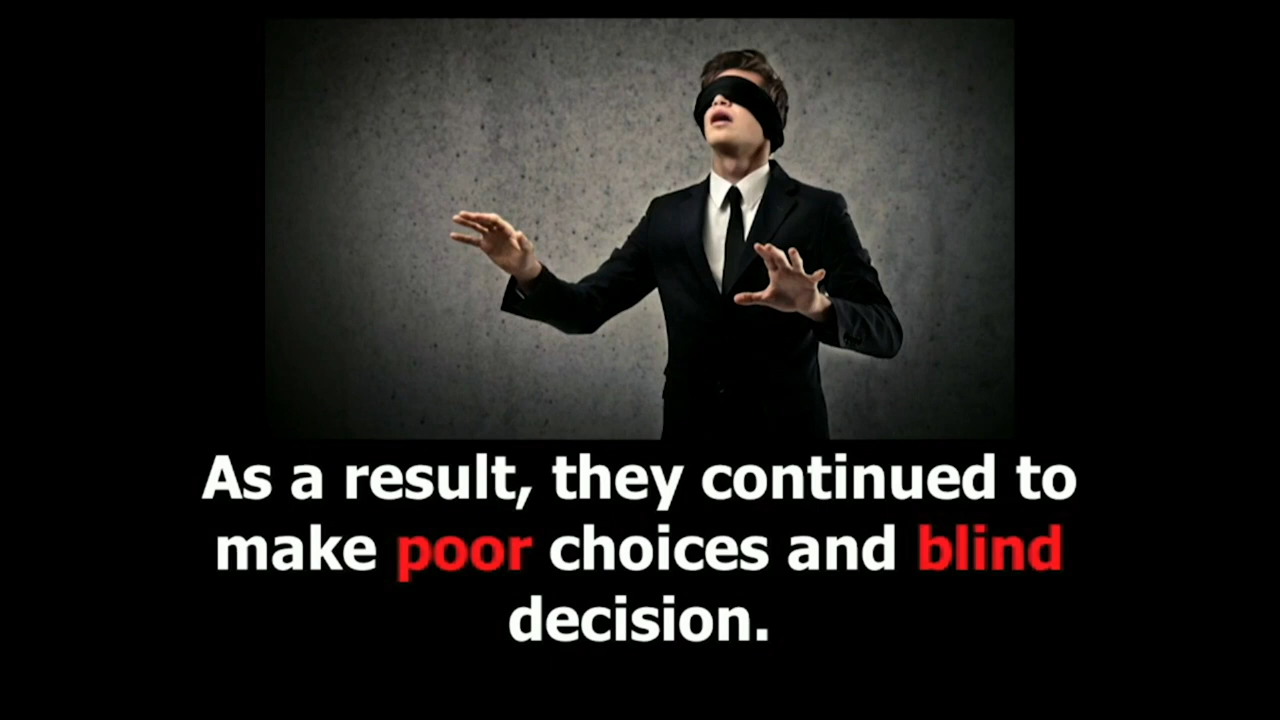 As a result, they continued to
make poor choices and blind
decision.